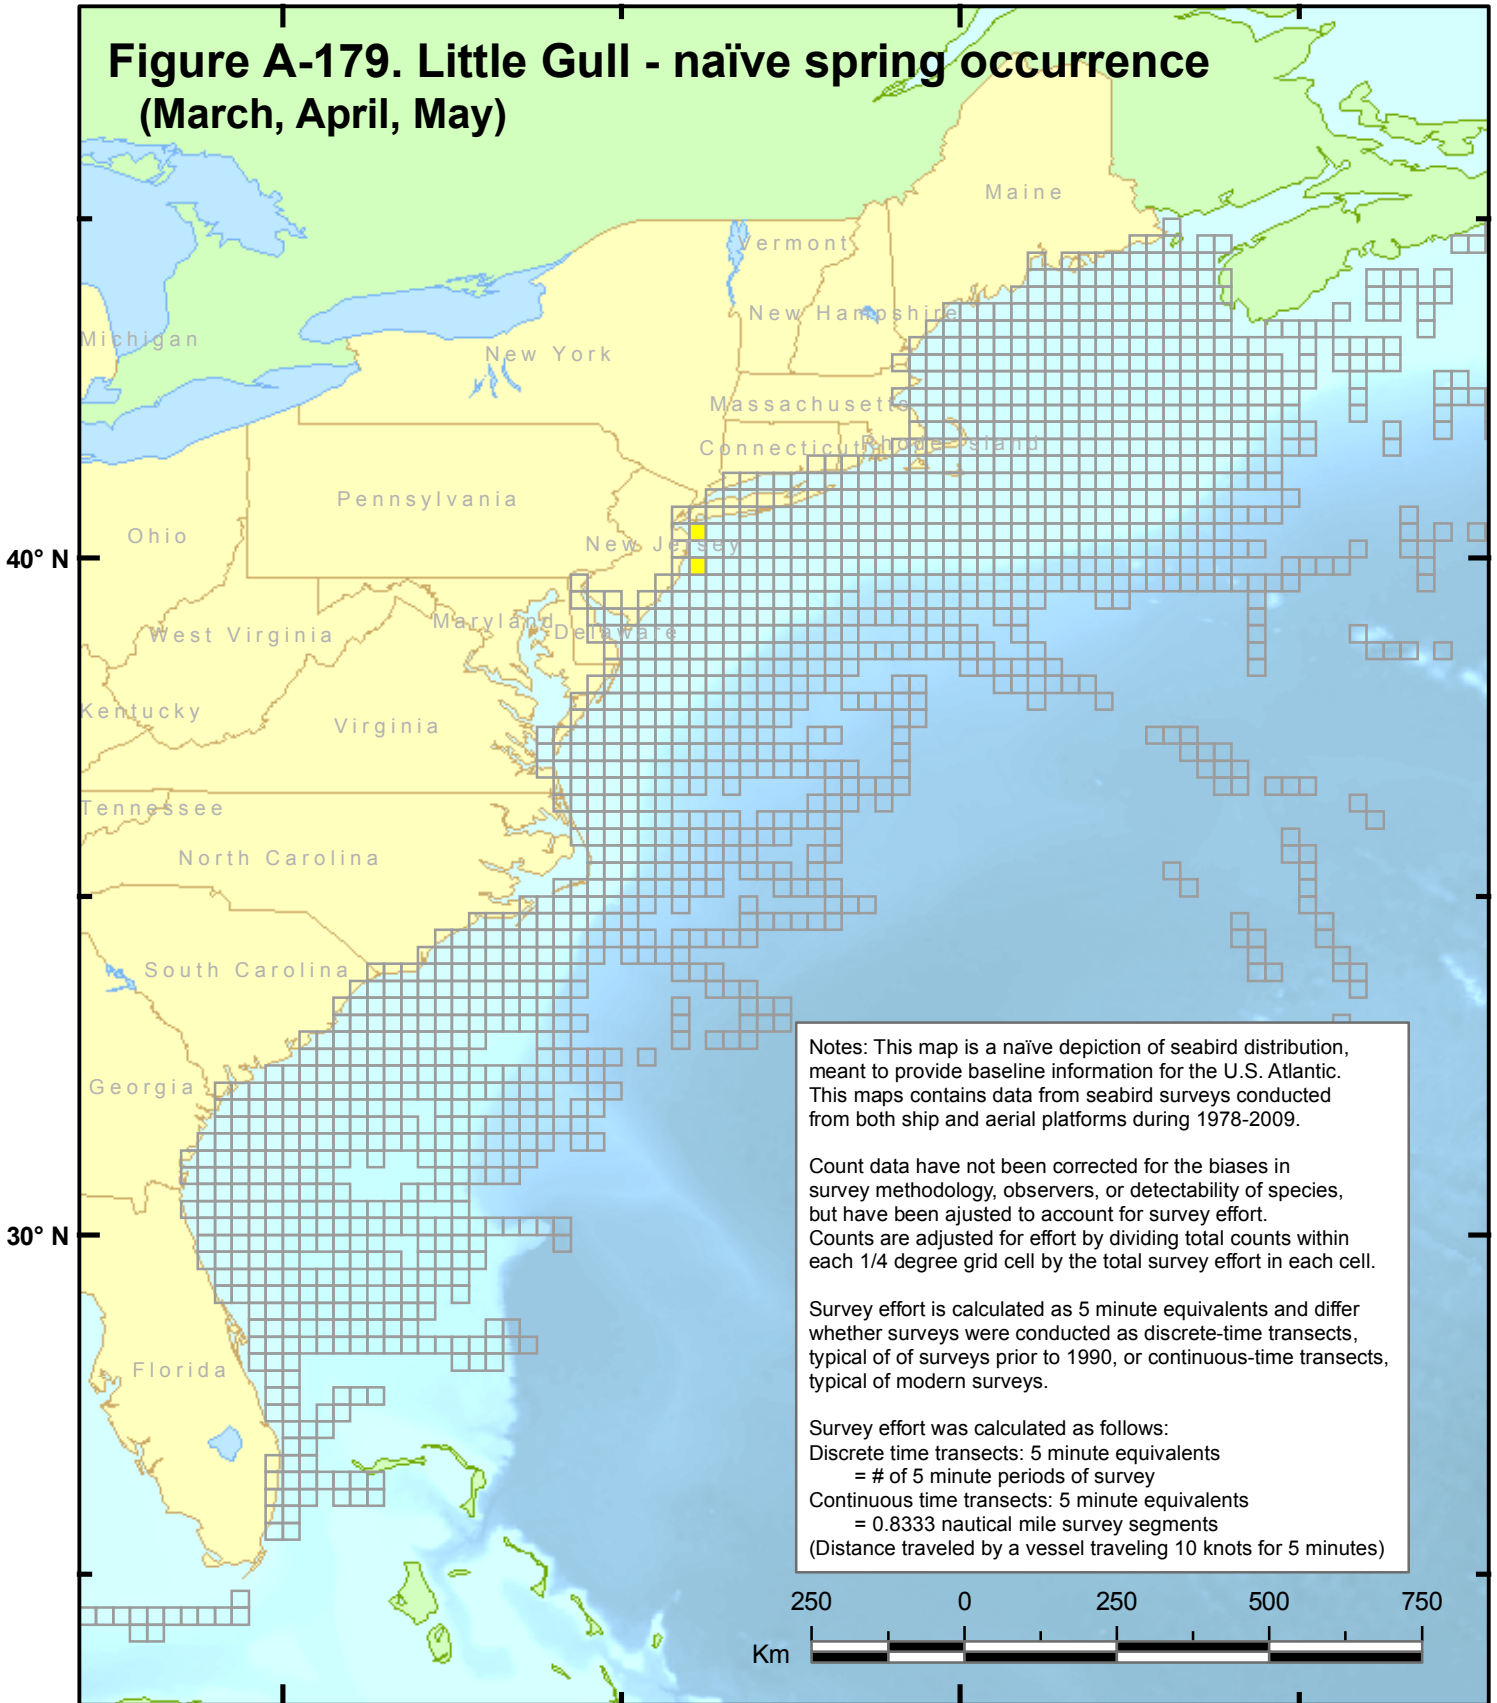 Figure A-179. Little Gull - naïve spring occurrence
(March, April, May)
Maine
Vermont
New Hampshire
Michigan
New York
Massachusetts
Connecticut
Rhode Island
Pennsylvania
Ohio
New Jersey
40° N
West Virginia
Maryland
Delaware
Kentucky
Virginia
Tennessee
North Carolina
South Carolina
Georgia
30° N
Florida
Notes: This map is a naïve depiction of seabird distribution,
meant to provide baseline information for the U.S. Atlantic.
This maps contains data from seabird surveys conducted
from both ship and aerial platforms during 1978-2009.
Count data have not been corrected for the biases in
survey methodology, observers, or detectability of species,
but have been ajusted to account for survey effort.
Counts are adjusted for effort by dividing total counts within
each 1/4 degree grid cell by the total survey effort in each cell.
Survey effort is calculated as 5 minute equivalents and differ
whether surveys were conducted as discrete-time transects,
typical of of surveys prior to 1990, or continuous-time transects,
typical of modern surveys.
Survey effort was calculated as follows:
Discrete time transects: 5 minute equivalents
= # of 5 minute periods of survey
Continuous time transects: 5 minute equivalents
= 0.8333 nautical mile survey segments
(Distance traveled by a vessel traveling 10 knots for 5 minutes)
250 0 250 500 750
Km